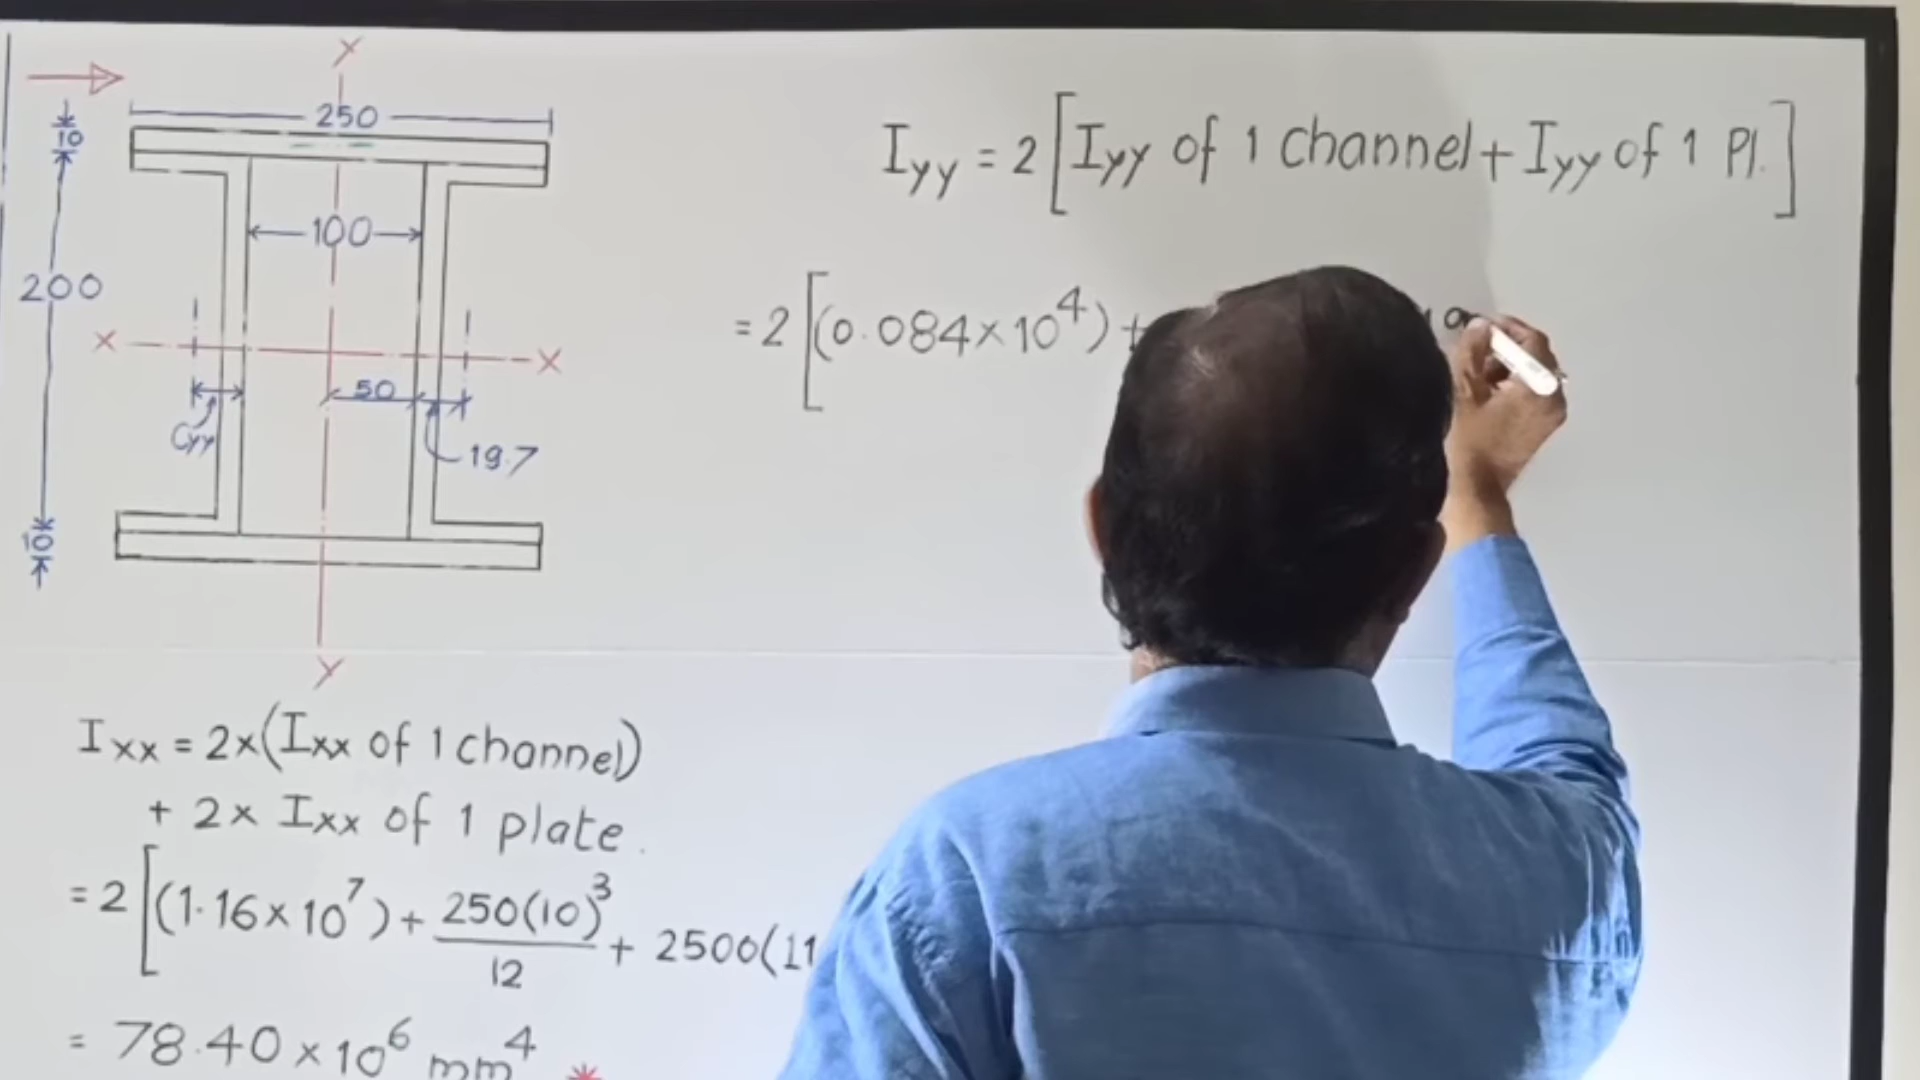 Y
250
10
100
200
X
X
50
Cyy
19.7
10
Y
Iyy = 2[Iyy of 1 channel + Iyy of 1 Pl.]
= 2[(0.084×10⁴) +
Ixx = 2×(Ixx of 1 channel)
+ 2× Ixx of 1 plate.
= 2[(1.16×10⁷) + 250(10)³/12 + 2500(11
= 78.40×10⁶ mm⁴ *